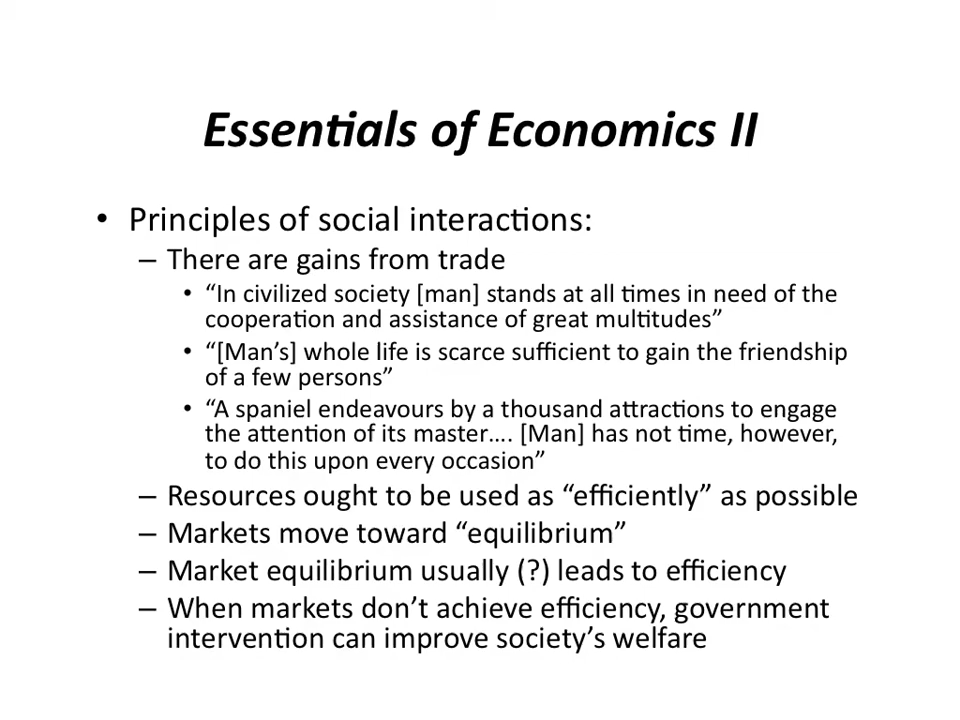 Essentials of Economics II
• Principles of social interactions:
– There are gains from trade
• “In civilized society [man] stands at all times in need of the
cooperation and assistance of great multitudes”
• “[Man’s] whole life is scarce sufficient to gain the friendship
of a few persons”
• “A spaniel endeavours by a thousand attractions to engage
the attention of its master…. [Man] has not time, however,
to do this upon every occasion”
– Resources ought to be used as “efficiently” as possible
– Markets move toward “equilibrium”
– Market equilibrium usually (?) leads to efficiency
– When markets don’t achieve efficiency, government
intervention can improve society’s welfare